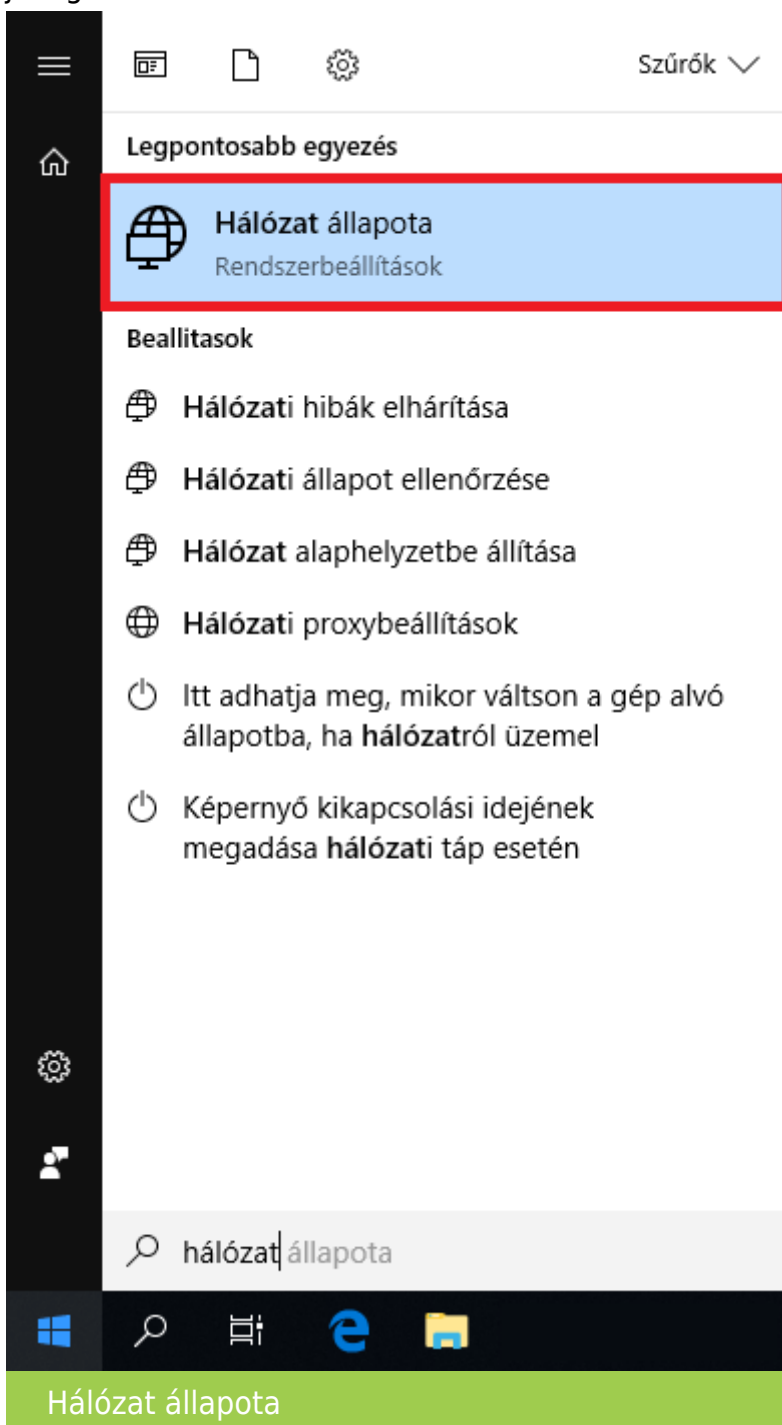 Szűrők
Legpontosabb egyezés
Hálózat állapota
Rendszerbeállítások
Beallitasok
Hálózati hibák elhárítása
Hálózati állapot ellenőrzése
Hálózat alaphelyzetbe állítása
Hálózati proxybeállítások
Itt adhatja meg, mikor váltson a gép alvó
állapotba, ha hálózatról üzemel
Képernyő kikapcsolási idejének
megadása hálózati táp esetén
hálózat állapota
Hálózat állapota